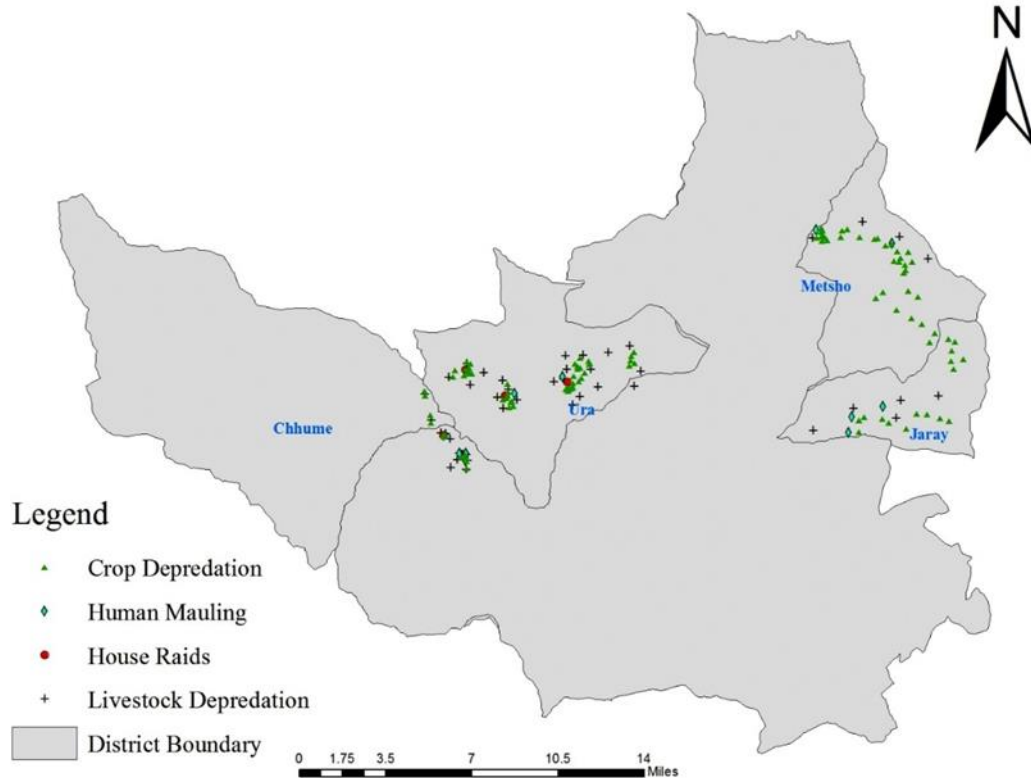 N
Metsho
Ura
Chhume
Jaray
Legend
Crop Depredation
Human Mauling
House Raids
Livestock Depredation
District Boundary
0 1.75 3.5 7 10.5 14
Miles